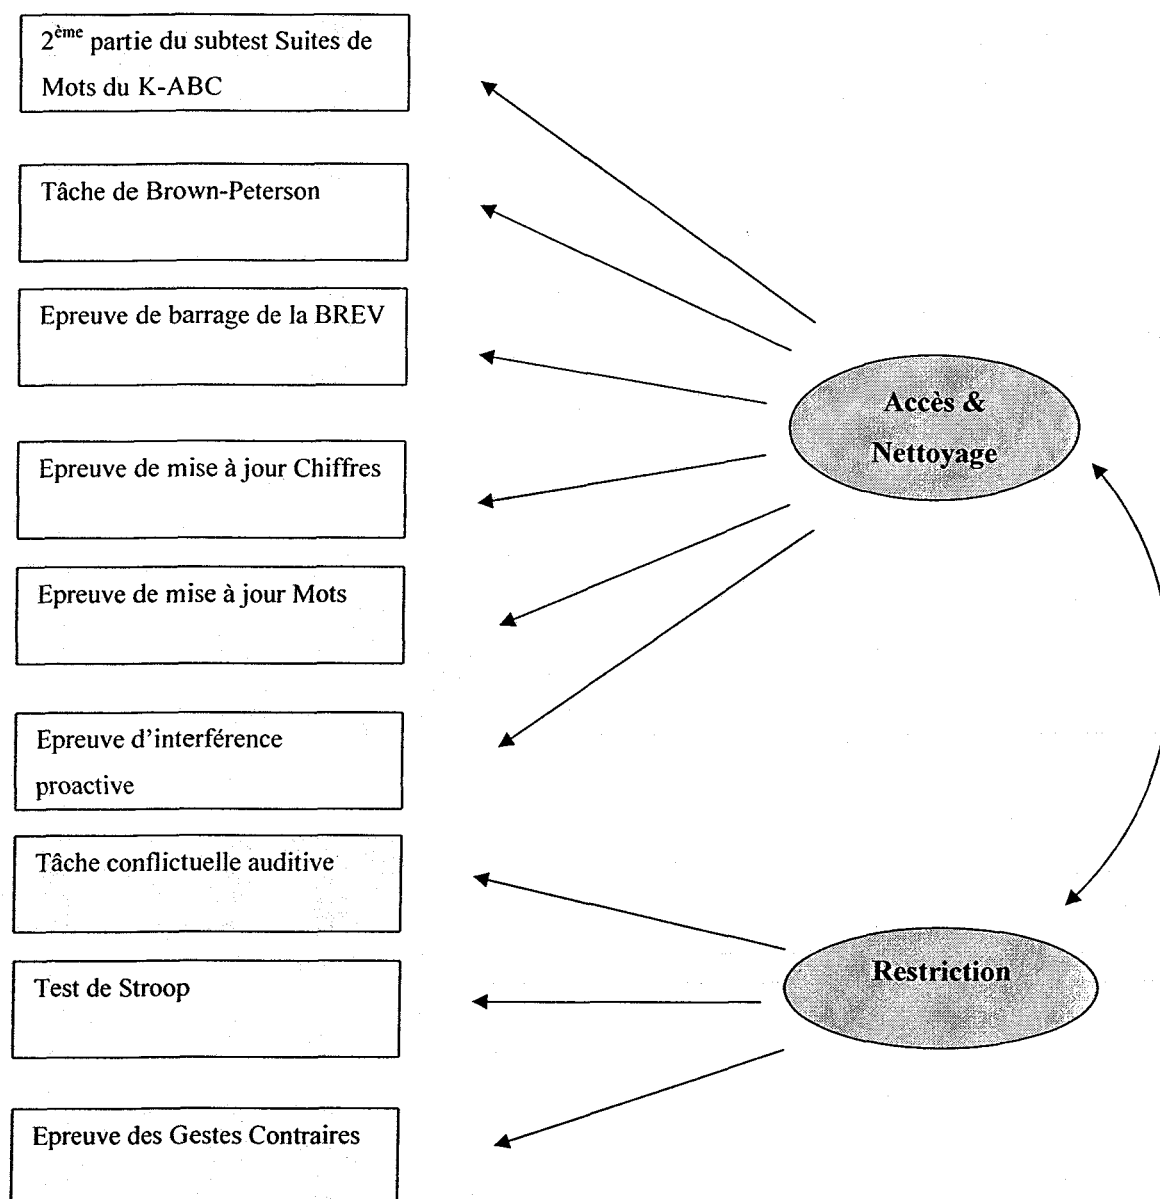 2ème partie du subtest Suites de
Mots du K-ABC
Tâche de Brown-Peterson
Epreuve de barrage de la BREV
Accès &
Nettoyage
Epreuve de mise à jour Chiffres
Epreuve de mise à jour Mots
Epreuve d'interférence
proactive
Tâche conflictuelle auditive
Restriction
Test de Stroop
Epreuve des Gestes Contraires